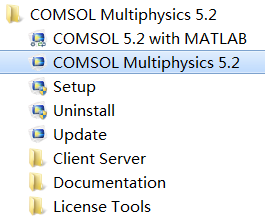 COMSOL Multiphysics 5.2
COMSOL 5.2 with MATLAB
COMSOL Multiphysics 5.2
Setup
Uninstall
Update
Client Server
Documentation
License Tools